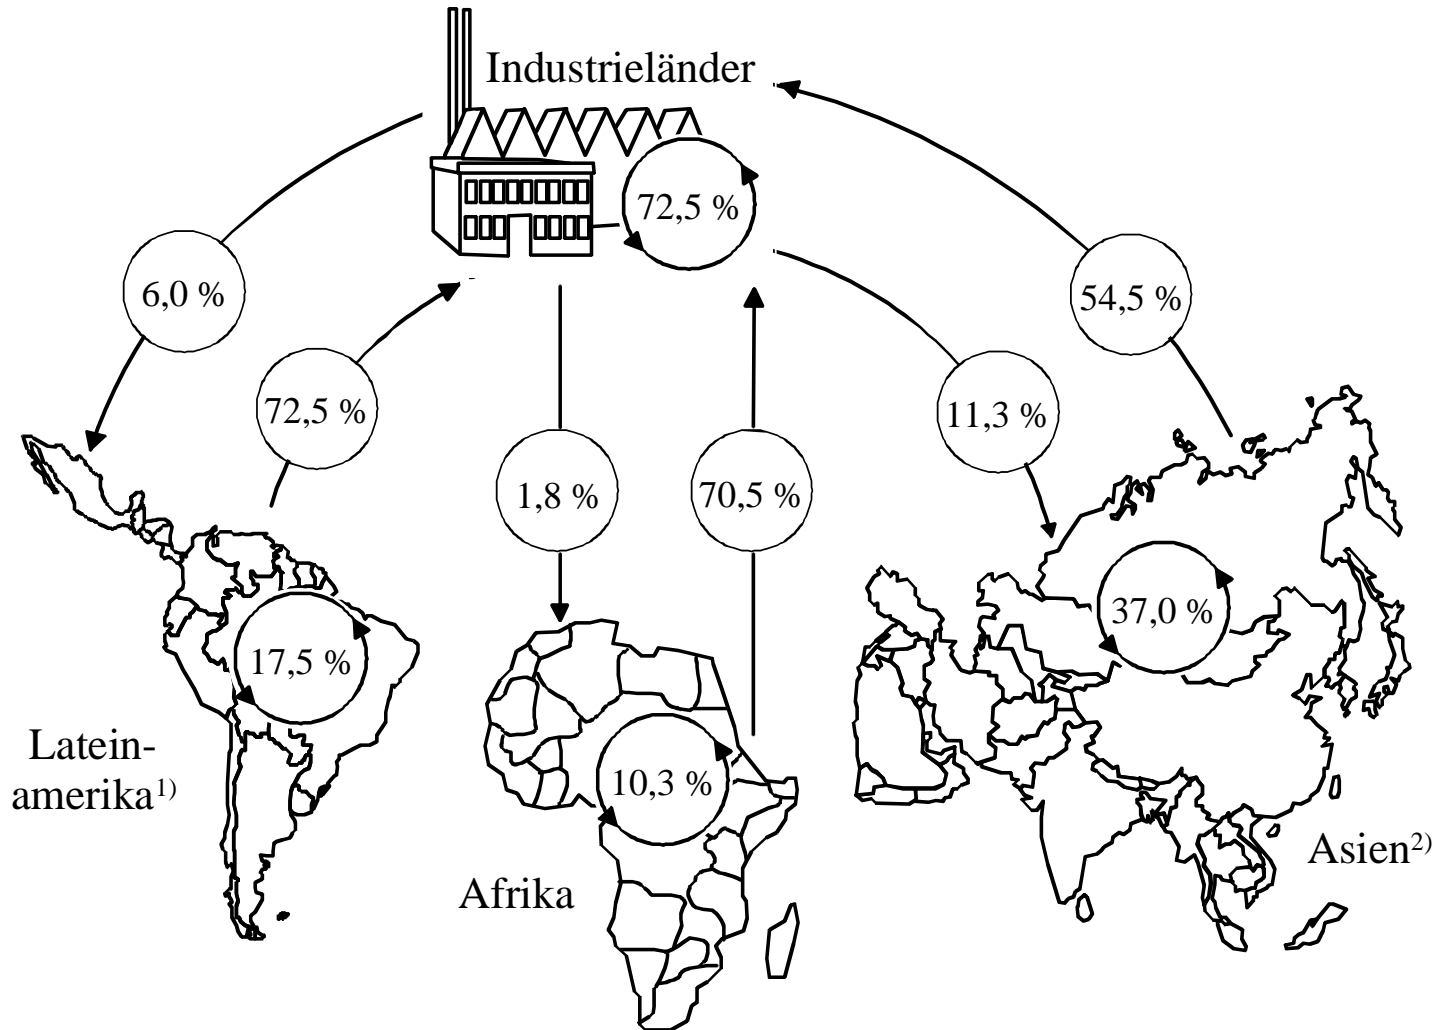 Industrieländer
72,5 %
6,0 %
54,5 %
72,5 %
11,3 %
1,8 %
70,5 %
37,0 %
17,5 %
10,3 %
Latein-
amerika¹⁾
Afrika
Asien²⁾